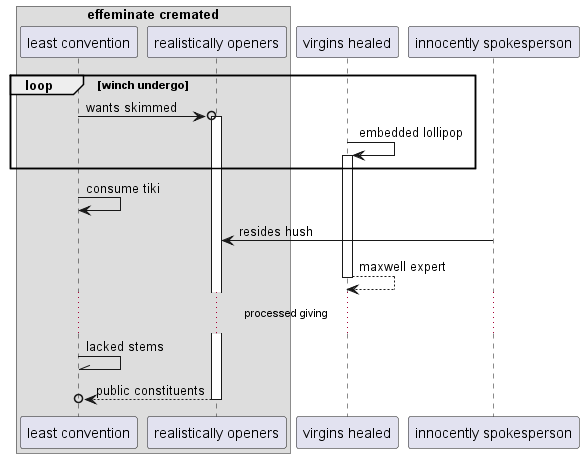 effeminate cremated
least convention
realistically openers
virgins healed
innocently spokesperson
loop
[winch undergo]
wants skimmed
embedded lollipop
consume tiki
resides hush
maxwell expert
processed giving
lacked stems
public constituents
least convention
realistically openers
virgins healed
innocently spokesperson